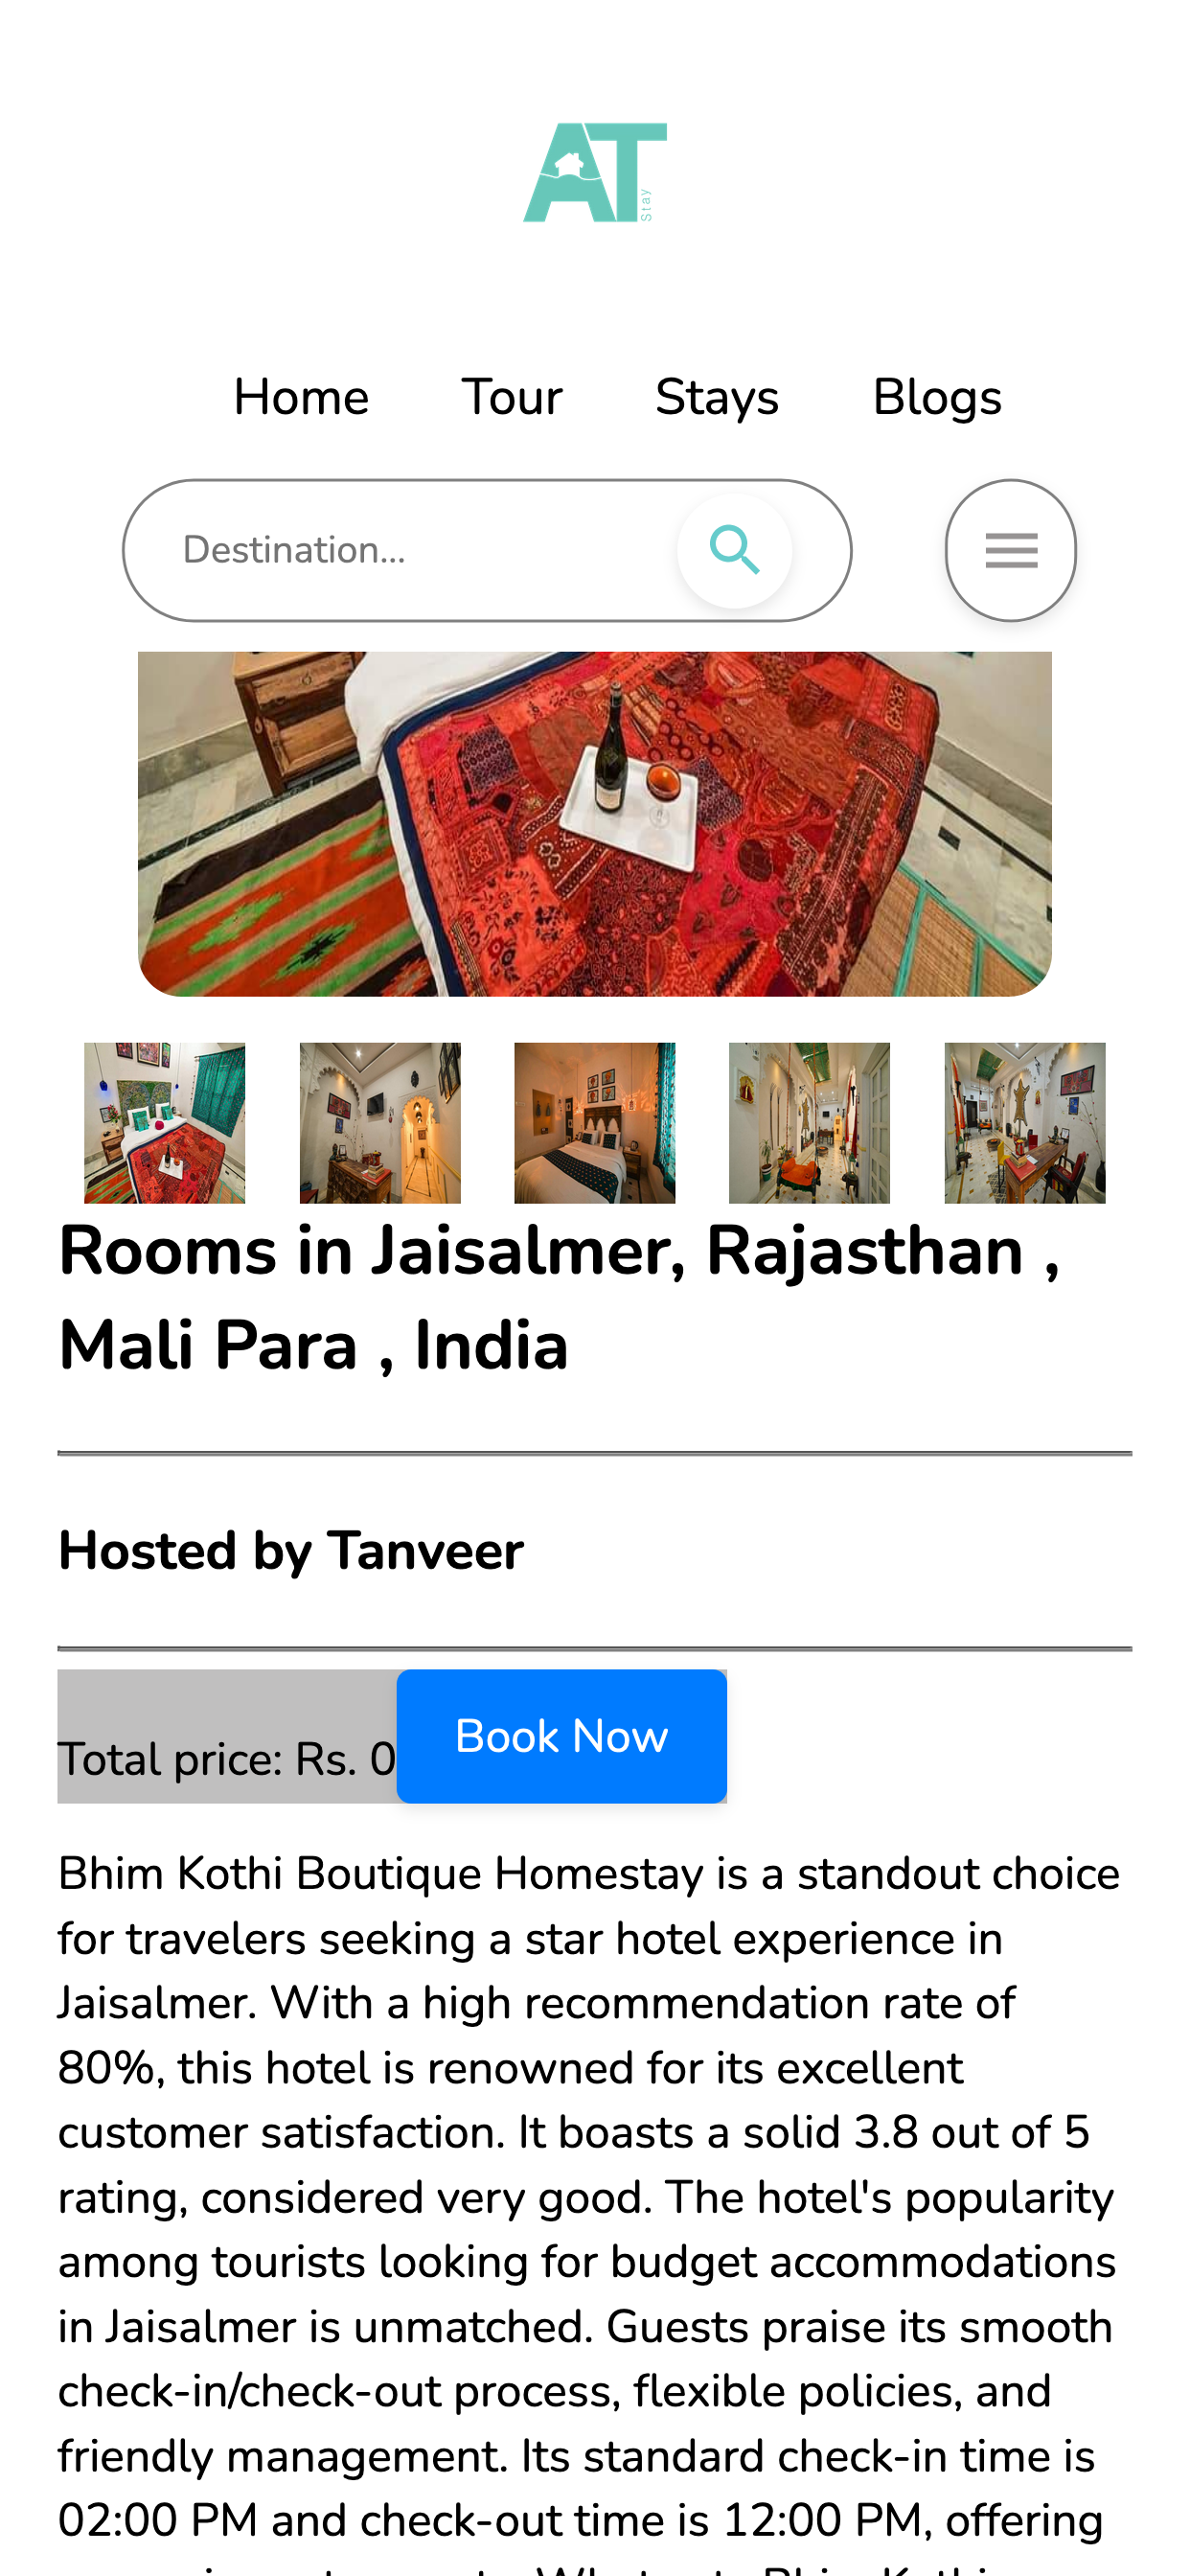 AT
Stay
Home Tour Stays Blogs
Destination...
Rooms in Jaisalmer, Rajasthan ,
Mali Para , India
Hosted by Tanveer
Total price: Rs. 0
Book Now
Bhim Kothi Boutique Homestay is a standout choice
for travelers seeking a star hotel experience in
Jaisalmer. With a high recommendation rate of
80%, this hotel is renowned for its excellent
customer satisfaction. It boasts a solid 3.8 out of 5
rating, considered very good. The hotel's popularity
among tourists looking for budget accommodations
in Jaisalmer is unmatched. Guests praise its smooth
check-in/check-out process, flexible policies, and
friendly management. Its standard check-in time is
02:00 PM and check-out time is 12:00 PM, offering